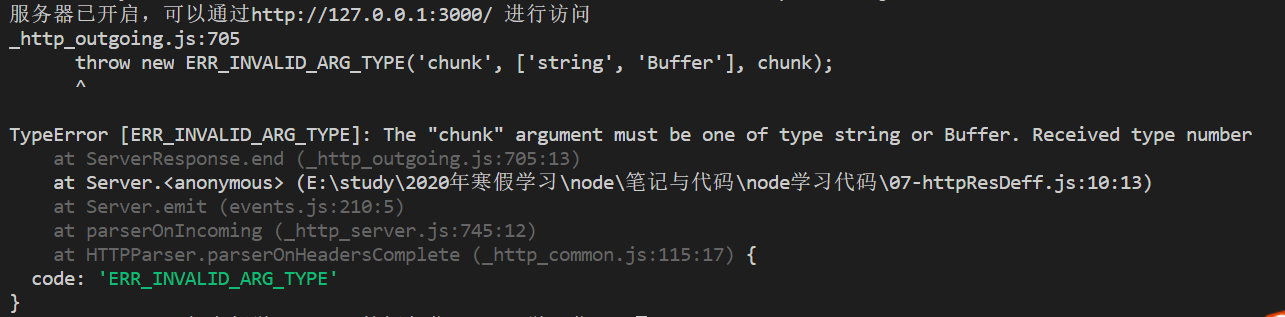 服务器已开启，可以通过http://127.0.0.1:3000/ 进行访问
_http_outgoing.js:705
      throw new ERR_INVALID_ARG_TYPE('chunk', ['string', 'Buffer'], chunk);
      ^
TypeError [ERR_INVALID_ARG_TYPE]: The "chunk" argument must be one of type string or Buffer. Received type number
    at ServerResponse.end (_http_outgoing.js:705:13)
    at Server.<anonymous> (E:\study\2020年寒假学习\node\笔记与代码\node学习代码\07-httpResDeff.js:10:13)
    at Server.emit (events.js:210:5)
    at parserOnIncoming (_http_server.js:745:12)
    at HTTPParser.parserOnHeadersComplete (_http_common.js:115:17) {
  code: 'ERR_INVALID_ARG_TYPE'
}